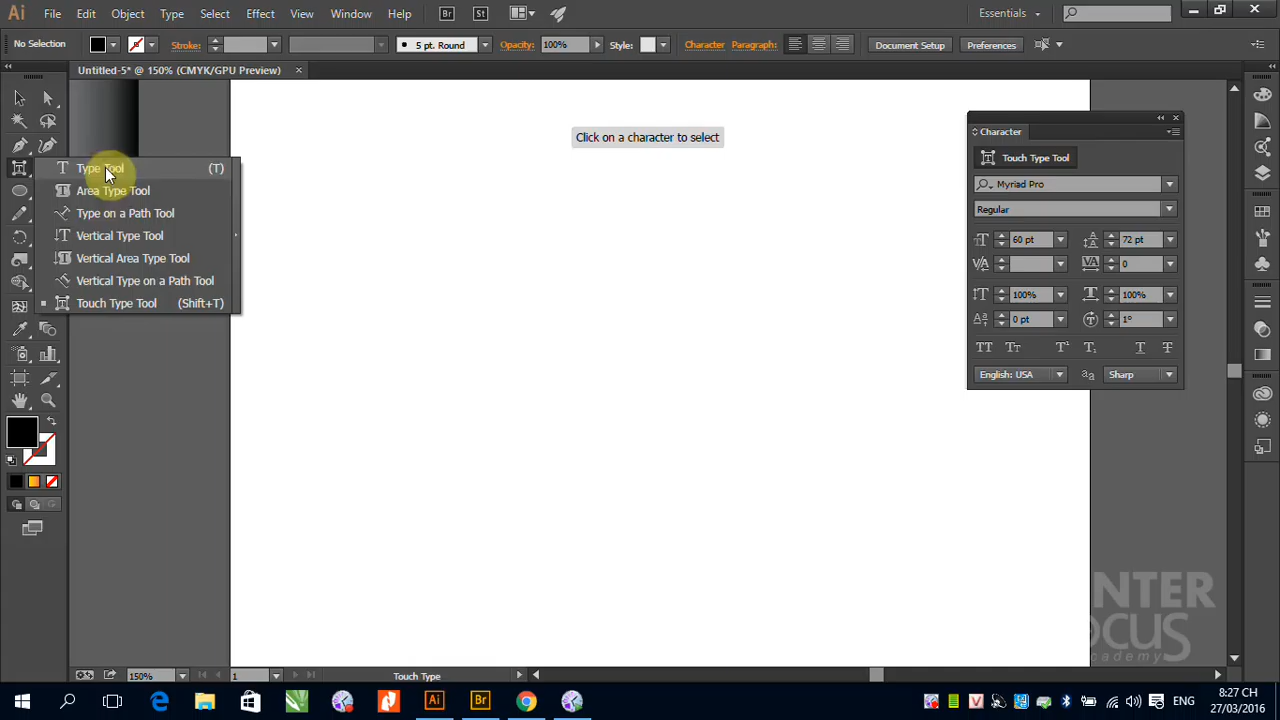 Ai File Edit Object Type Select Effect View Window Help Br St Essentials
No Selection Stroke: 5 pt. Round Opacity: 100% Style: Character Paragraph: Document Setup Preferences
Untitled-5* @ 150% (CMYK/GPU Preview)
Click on a character to select
Type Tool (T)
Area Type Tool
Type on a Path Tool
Vertical Type Tool
Vertical Area Type Tool
Vertical Type on a Path Tool
Touch Type Tool (Shift+T)
Character
Touch Type Tool
Myriad Pro
Regular
60 pt 72 pt
0
100% 100%
0 pt 1°
English: USA Sharp
150% 1 Touch Type
8:27 CH
ENG
27/03/2016